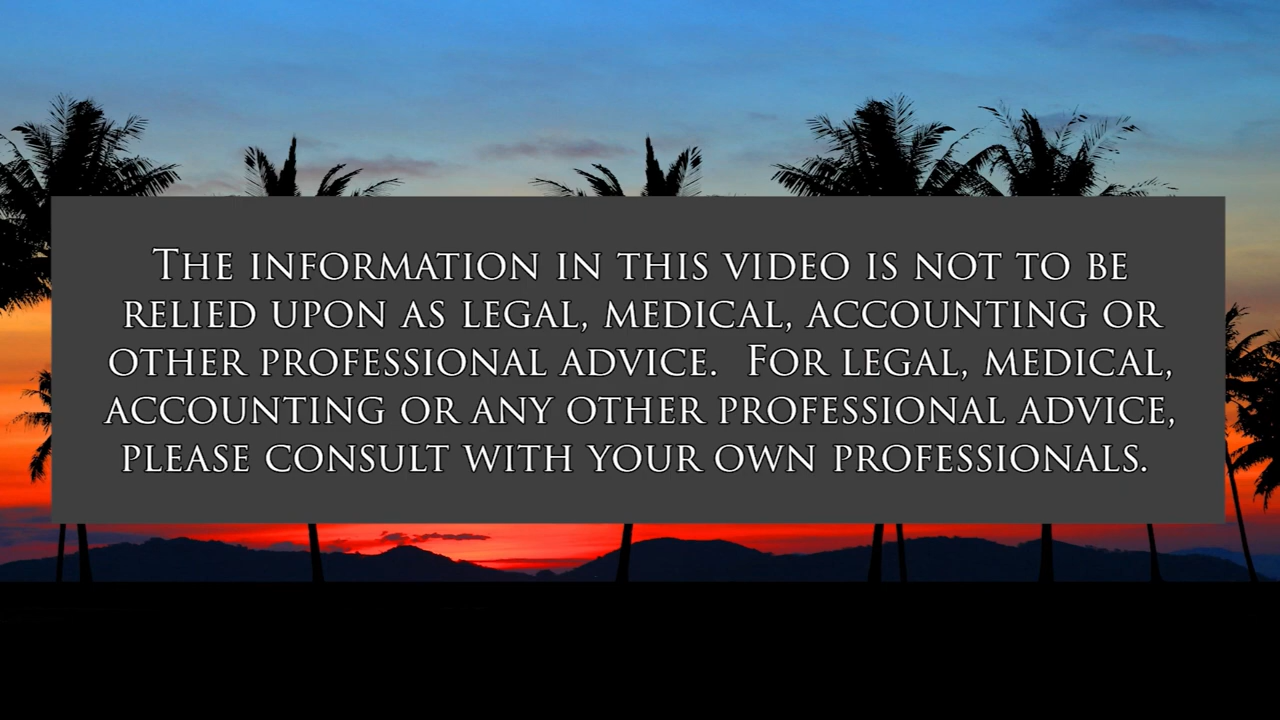 The information in this video is not to be
relied upon as legal, medical, accounting or
other professional advice.  For legal, medical,
accounting or any other professional advice,
please consult with your own professionals.